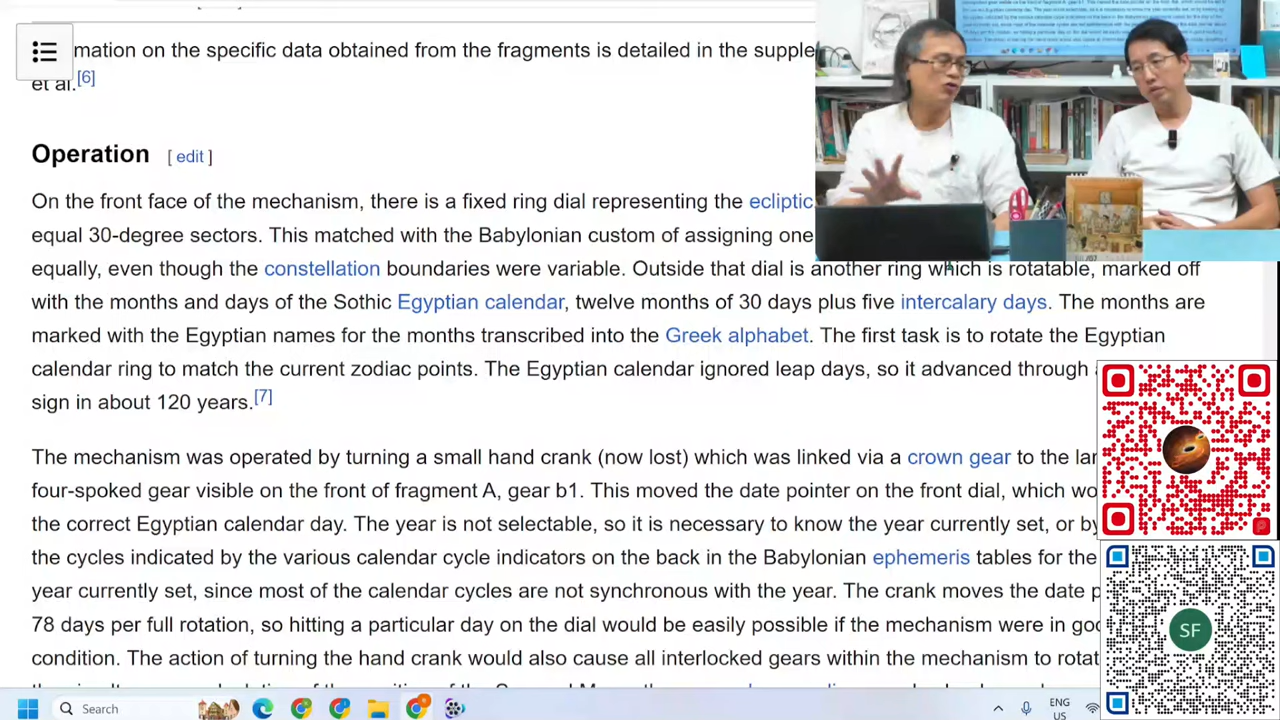 mation on the specific data gleaned from the fragments is detailed in the supple
et al.[6]
Operation [ edit ]
On the front face of the mechanism, there is a fixed ring dial representing the ecliptic
equal 30-degree sectors. This matched with the Babylonian custom of assigning one
equally, even though the constellation boundaries were variable. Outside that dial is another ring which is rotatable, marked off
with the months and days of the Sothic Egyptian calendar, twelve months of 30 days plus five intercalary days. The months are
marked with the Egyptian names for the months transcribed into the Greek alphabet. The first task is to rotate the Egyptian
calendar ring to match the current zodiac points. The Egyptian calendar ignored leap days, so it advanced through
sign in about 120 years.[7]
The mechanism was operated by turning a small hand crank (now lost) which was linked via a crown gear to the lar
four-spoked gear visible on the front of fragment A, gear b1. This moved the date pointer on the front dial, which wo
the correct Egyptian calendar day. The year is not selectable, so it is necessary to know the year currently set, or by
the cycles indicated by the various calendar cycle indicators on the back in the Babylonian ephemeris tables for the
year currently set, since most of the calendar cycles are not synchronous with the year. The crank moves the date p
78 days per full rotation, so hitting a particular day on the dial would be easily possible if the mechanism were in goo
condition. The action of turning the hand crank would also cause all interlocked gears within the mechanism to rotat
SF
Search
ENG
US